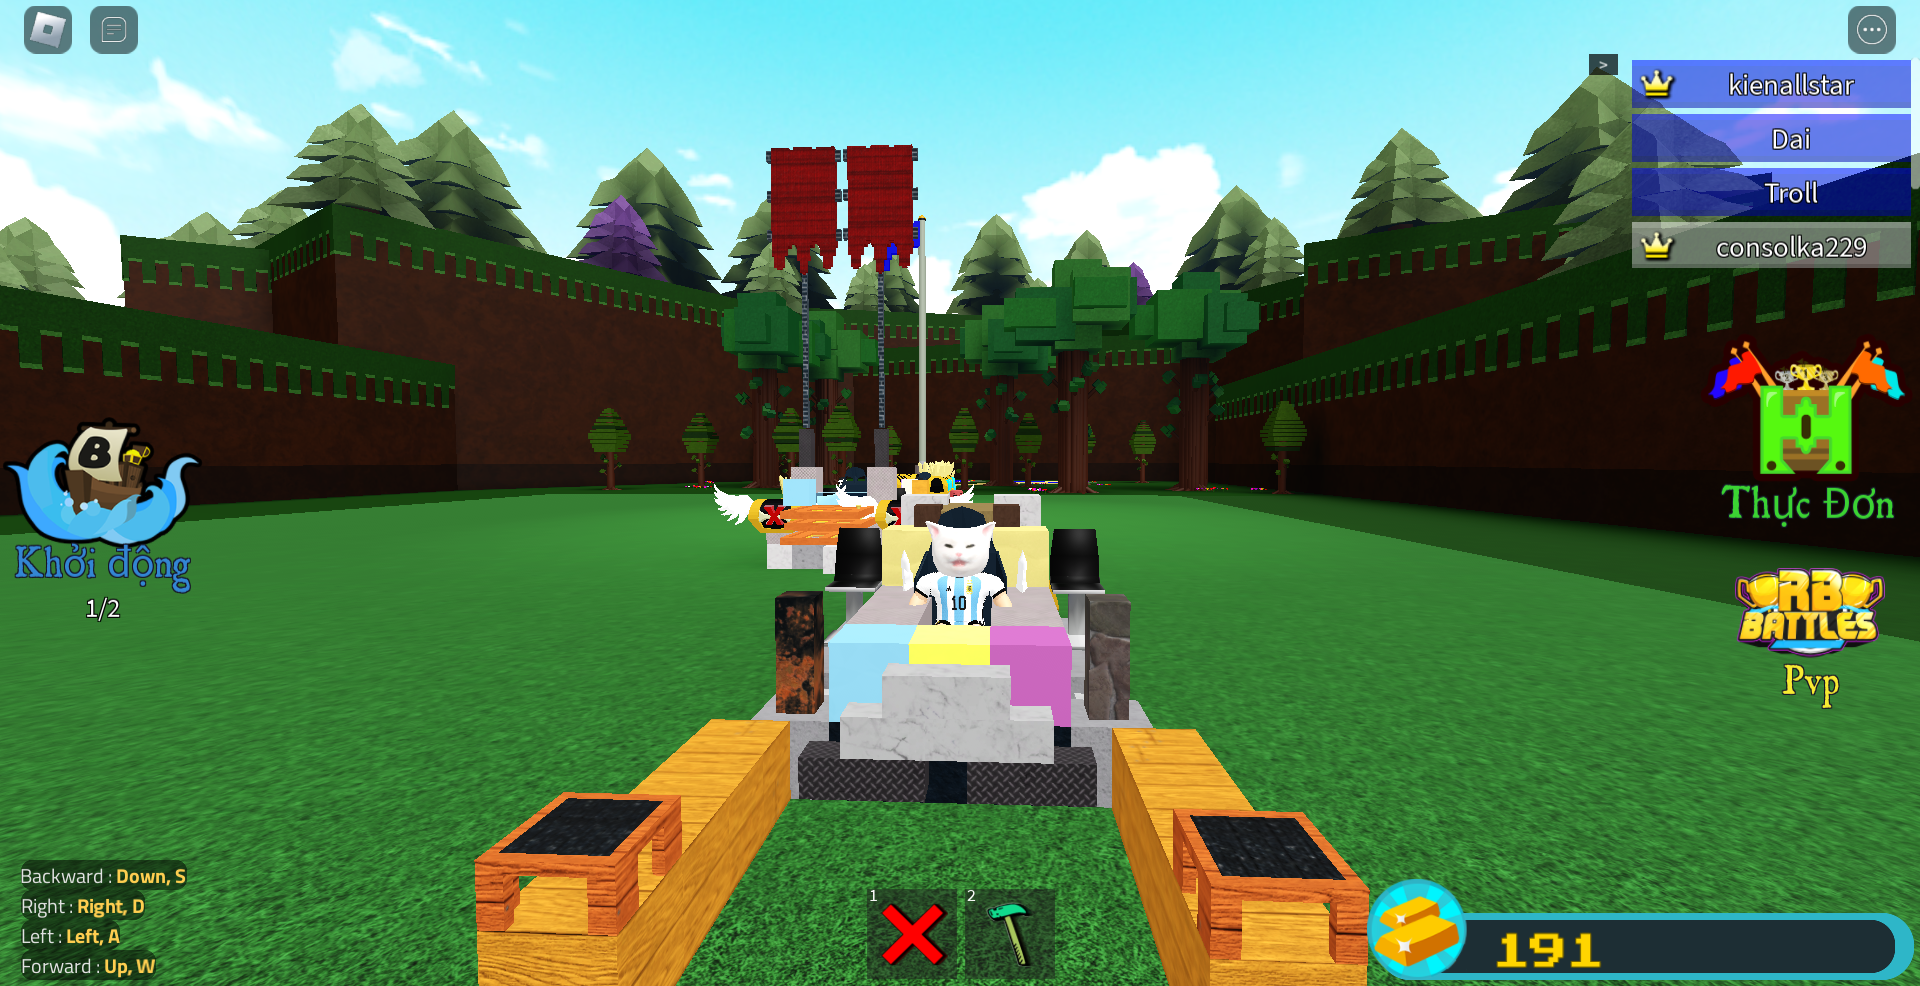 >
kienallstar
Dai
Troll
consolka229
B
Khởi động
1/2
Thực Đơn
RB
BATTLES
Pvp
10
Backward : Down, S
Right : Right, D
Left : Left, A
Forward : Up, W
1
2
191